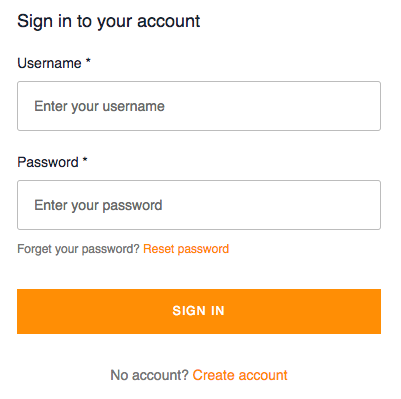 Sign in to your account
Username *
Enter your username
Password *
Enter your password
Forget your password? Reset password
SIGN IN
No account? Create account